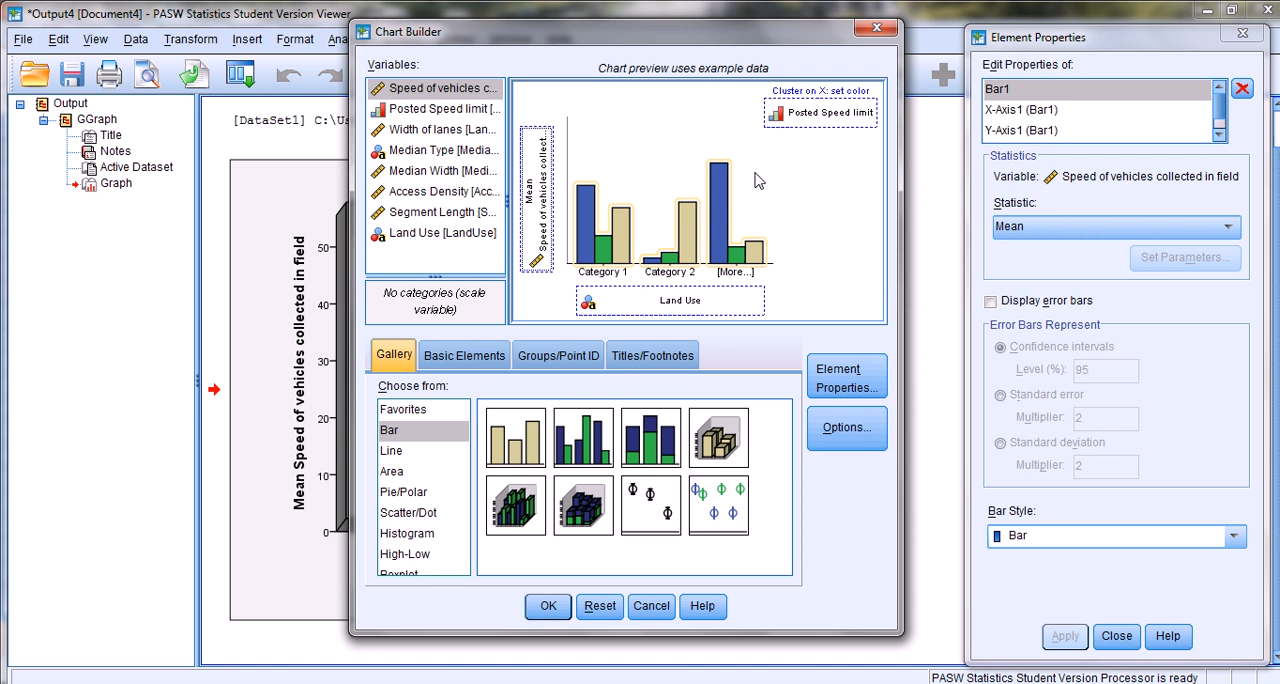 *Output4 [Document4] - PASW Statistics Student Version Viewer
File Edit View Data Transform Insert Format
Output
GGraph
Title
Notes
Active Dataset
Graph
[DataSet1]
Mean Speed of vehicles collected in field
50
40
30
20
10
0
Chart Builder
Variables:
Speed of vehicles c...
Posted Speed limit [...
Width of lanes [Lan...
Median Type [Media...
Median Width [Medi...
Access Density [Acc...
Segment Length [S...
Land Use [LandUse]
No categories (scale
variable)
Chart preview uses example data
Cluster on X: set color
Posted Speed limit
Mean
Speed of vehicles collect...
Category 1 Category 2 [More...]
Land Use
Gallery Basic Elements Groups/Point ID Titles/Footnotes
Choose from:
Favorites
Bar
Line
Area
Pie/Polar
Scatter/Dot
Histogram
High-Low
Boxplot
Element
Properties...
Options...
OK Reset Cancel Help
Element Properties
Edit Properties of:
Bar1
X-Axis1 (Bar1)
Y-Axis1 (Bar1)
Statistics
Variable: Speed of vehicles collected in field
Statistic:
Mean
Set Parameters...
Display error bars
Error Bars Represent
Confidence intervals
Level (%): 95
Standard error
Multiplier: 2
Standard deviation
Multiplier: 2
Bar Style:
Bar
Apply Close Help
PASW Statistics Student Version Processor is ready